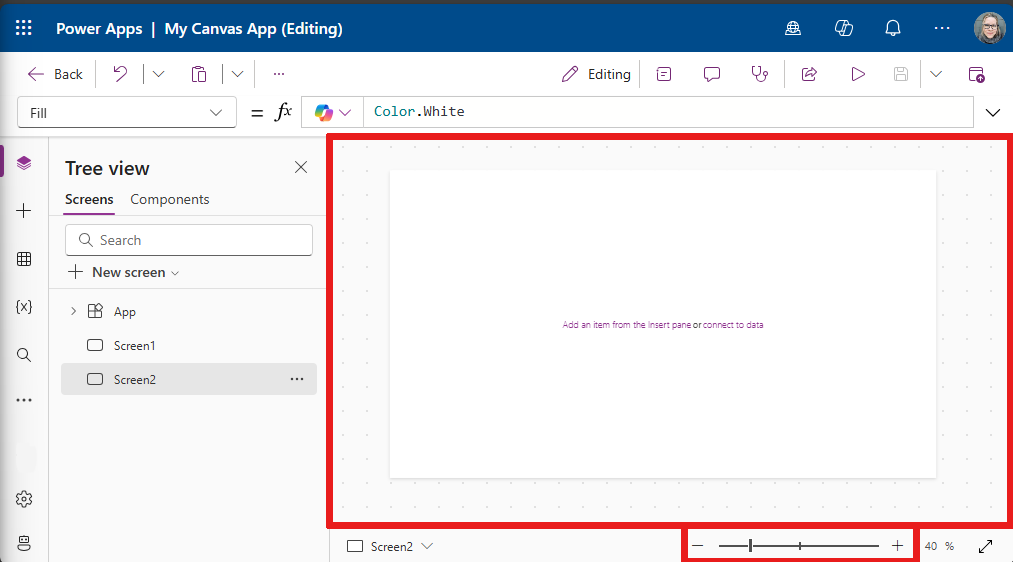 Power Apps | My Canvas App (Editing)
Back
Editing
Fill
= fx
Color.White
Tree view
Screens Components
Search
New screen
App
Screen1
Screen2
{x}
Add an item from the Insert pane or connect to data
Screen2
40 %